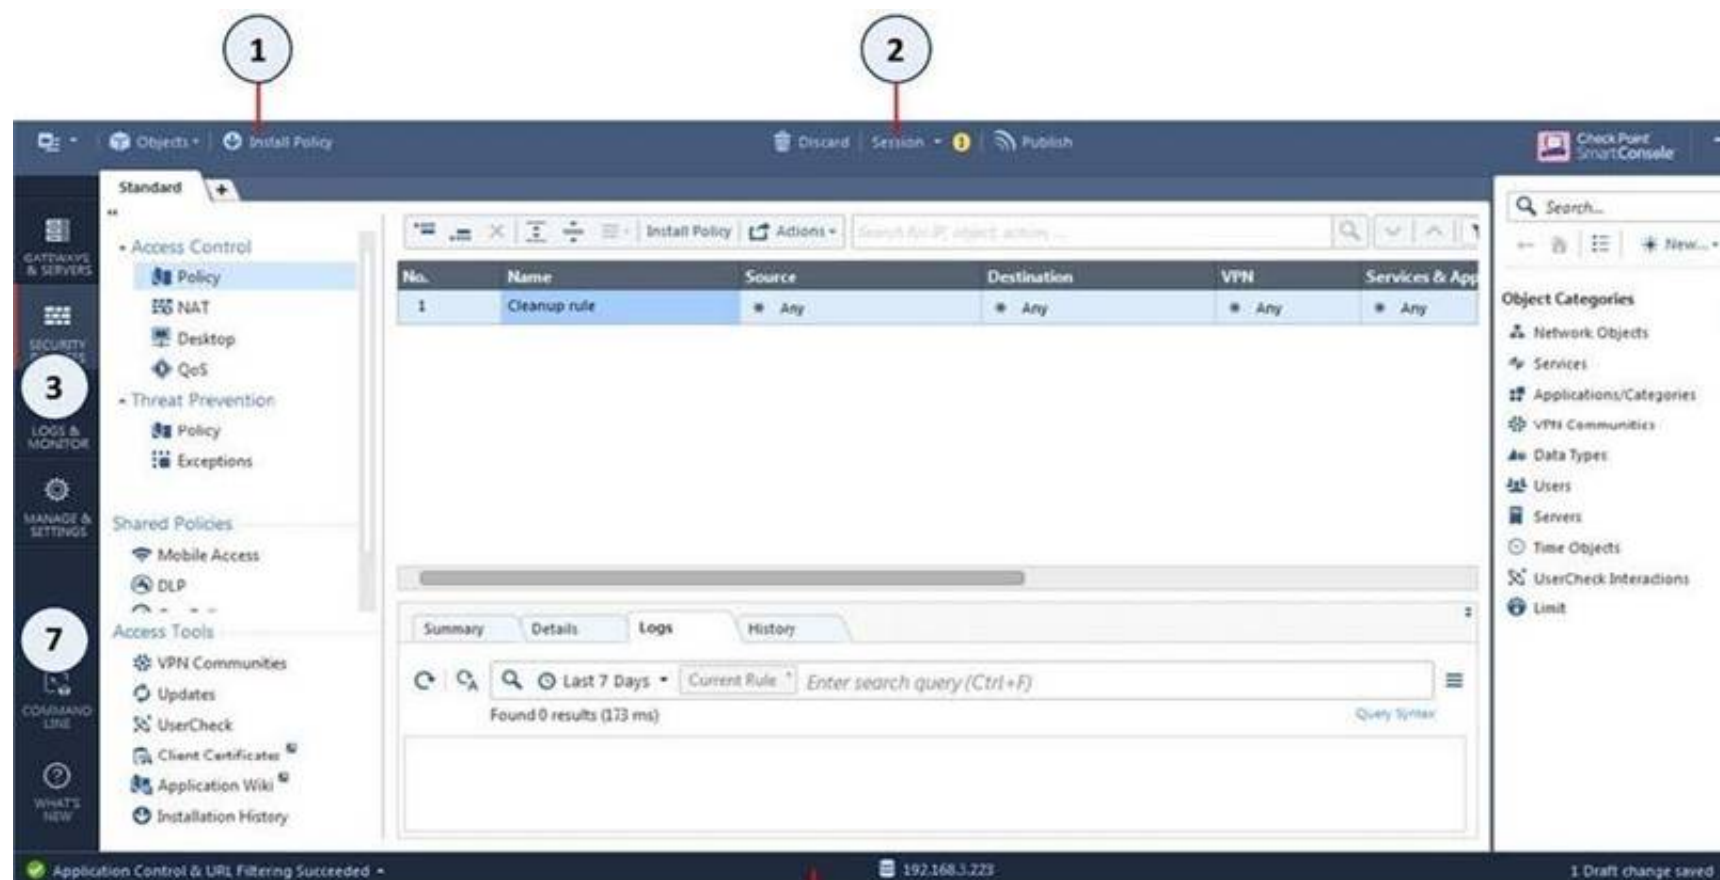 1
2
Objects
Install Policy
Discard
Session
Publish
Check Point
SmartConsole
Standard
+
GATEWAYS
& SERVERS
SECURITY
3
LOGS &
MONITOR
MANAGE &
SETTINGS
7
COMMAND
LINE
WHAT'S
NEW
Access Control
Policy
NAT
Desktop
QoS
Threat Prevention
Policy
Exceptions
Shared Policies
Mobile Access
DLP
Access Tools
VPN Communities
Updates
UserCheck
Client Certificates
Application Wiki
Installation History
Install Policy
Actions
Search for IP, object, action, ...
No. Name Source Destination VPN Services & App
1 Cleanup rule Any Any Any Any
Summary Details Logs History
Last 7 Days
Current Rule
Enter search query (Ctrl+F)
Found 0 results (173 ms)
Query Syntax
Search...
New...
Object Categories
Network Objects
Services
Applications/Categories
VPN Communities
Data Types
Users
Servers
Time Objects
UserCheck Interactions
Limit
Application Control & URL Filtering Succeeded
192.168.3.223
1 Draft change saved